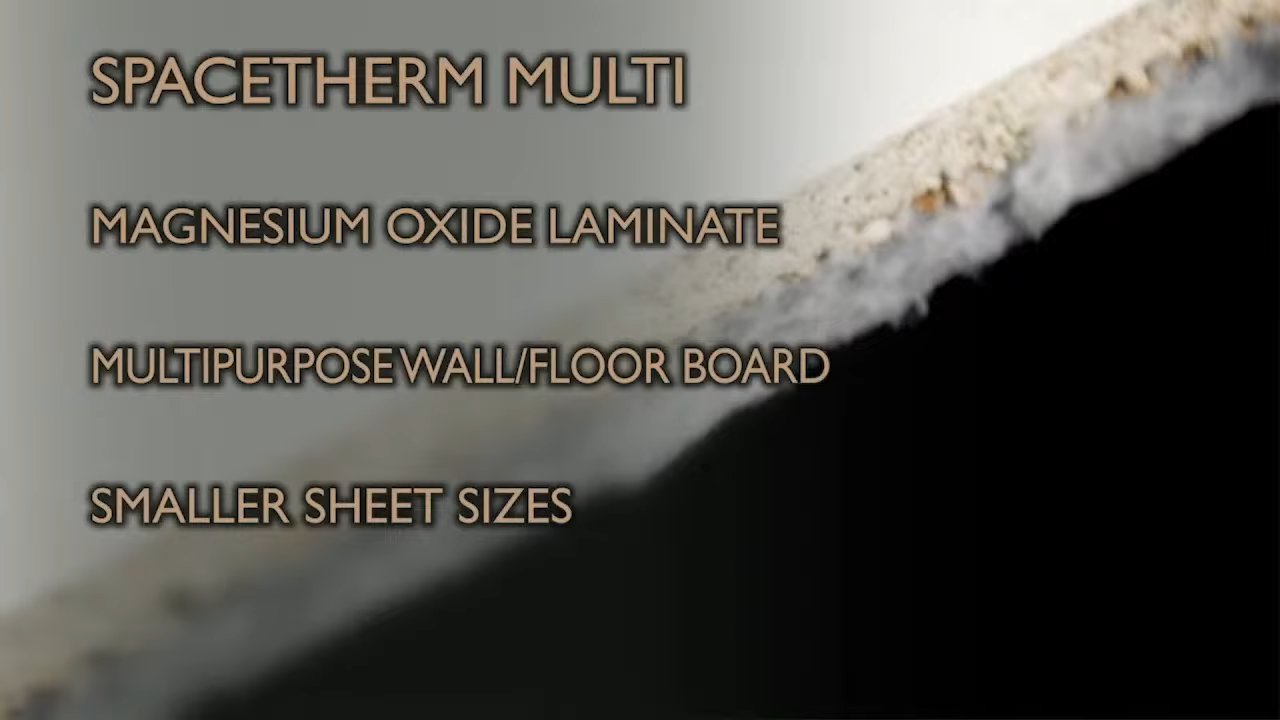 SPACETHERM MULTI
MAGNESIUM OXIDE LAMINATE
MULTIPURPOSE WALL/FLOOR BOARD
SMALLER SHEET SIZES